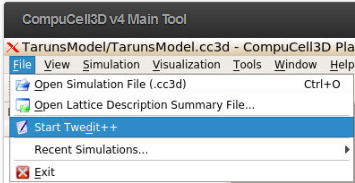 CompuCell3D v4 Main Tool
TarunsModel/TarunsModel.cc3d - CompuCell3D Pla
File View Simulation Visualization Tools Window Help
Open Simulation File (.cc3d) Ctrl+O
Open Lattice Description Summary File...
Start Twedit++
Recent Simulations...
Exit